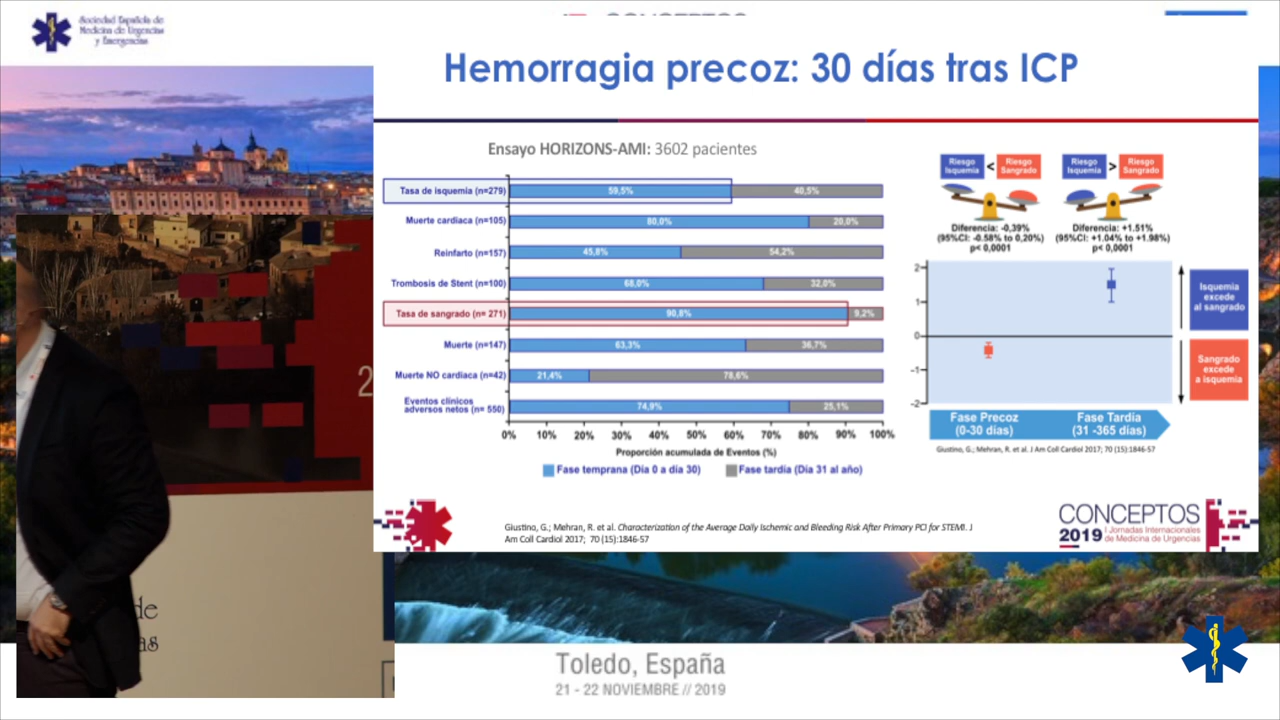 Sociedad Española de
Medicina de Urgencias
y Emergencias
CONCEPTOS
Hemorragia precoz: 30 días tras ICP
Ensayo HORIZONS-AMI: 3602 pacientes
Tasa de isquemia (n=279) 59,5% 40,5%
Muerte cardiaca (n=105) 80,0% 20,0%
Reinfarto (n=157) 45,8% 54,2%
Trombosis de Stent (n=100) 68,0% 32,0%
Tasa de sangrado (n= 271) 90,8% 9,2%
Muerte (n=147) 63,3% 36,7%
Muerte NO cardiaca (n=42) 21,4% 78,6%
Eventos clínicos
adversos netos (n= 550) 74,9% 25,1%
0% 10% 20% 30% 40% 50% 60% 70% 80% 90% 100%
Proporción acumulada de Eventos (%)
Fase temprana (Día 0 a día 30) Fase tardía (Día 31 al año)
Riesgo
Isquemia < Riesgo
Sangrado
Riesgo
Isquemia > Riesgo
Sangrado
Diferencia: -0,39%
(95%CI: -0.58% to 0,20%)
p< 0,0001
Diferencia: +1.51%
(95%CI: +1.04% to +1.98%)
p< 0,0001
2
1
0
-1
-2
Isquemia
excede
al sangrado
Sangrado
excede
a isquemia
Fase Precoz
(0-30 días)
Fase Tardía
(31 -365 días)
Giustino, G.; Mehran, R. et al. J Am Coll Cardiol 2017; 70 (15):1846-57
Giustino, G.; Mehran, R. et al. Characterization of the Average Daily Ischemic and Bleeding Risk After Primary PCI for STEMI. J
Am Coll Cardiol 2017; 70 (15):1846-57
CONCEPTOS
2019 I Jornadas Internacionales
de Medicina de Urgencias
2
de
as
Toledo, España
21 - 22 NOVIEMBRE // 2019